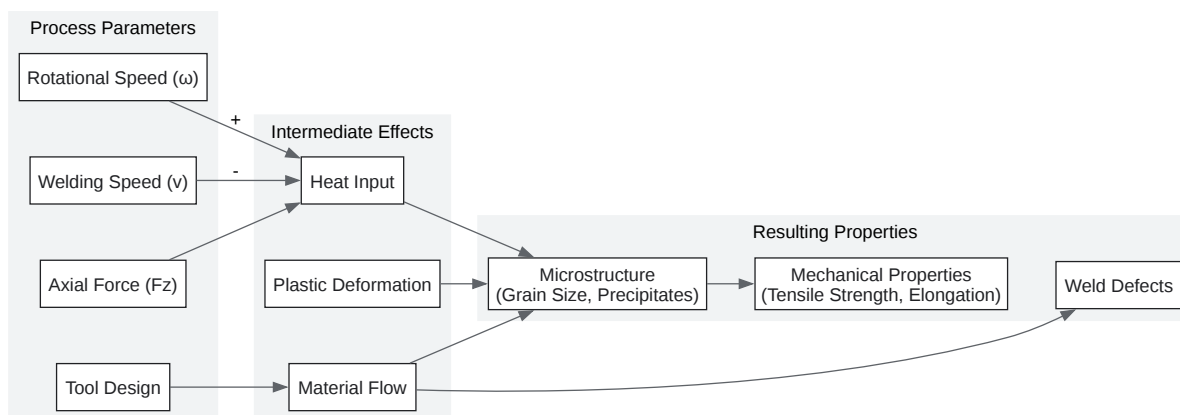 Process Parameters
Rotational Speed (ω)
+
Intermediate Effects
Welding Speed (v)
-
Heat Input
Resulting Properties
Axial Force (Fz)
Plastic Deformation
Microstructure
(Grain Size, Precipitates)
Mechanical Properties
(Tensile Strength, Elongation)
Weld Defects
Tool Design
Material Flow